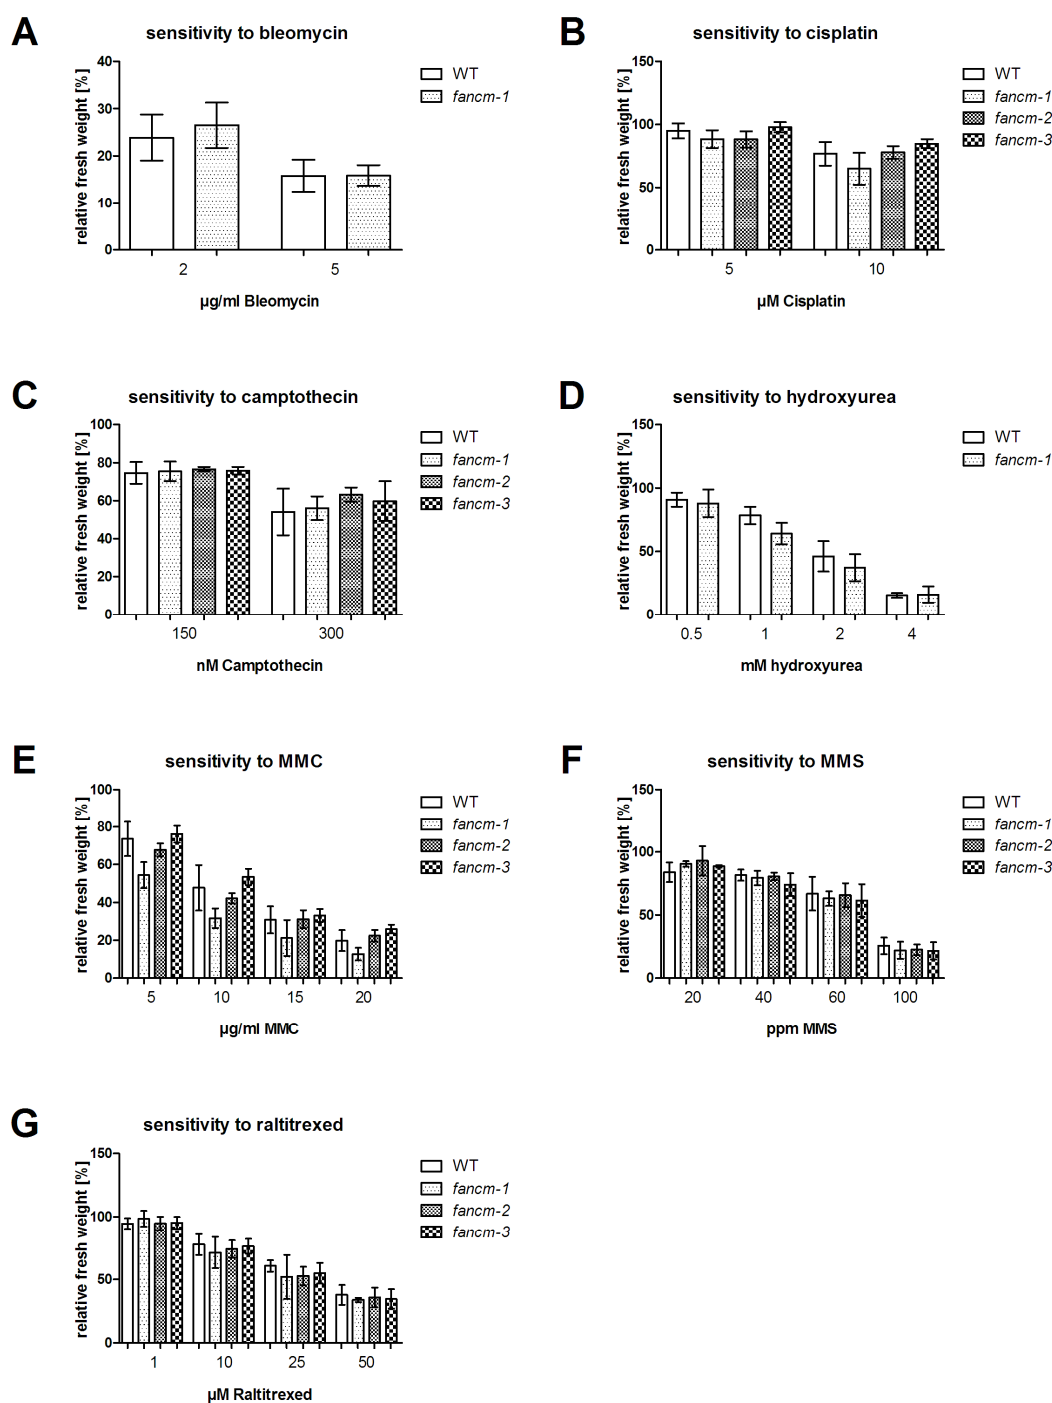 A
sensitivity to bleomycin
relative fresh weight [%]
40
30
20
10
0
2
5
µg/ml Bleomycin
WT
fancm-1
B
sensitivity to cisplatin
relative fresh weight [%]
150
100
50
0
5
10
µM Cisplatin
WT
fancm-1
fancm-2
fancm-3
C
sensitivity to camptothecin
relative fresh weight [%]
100
80
60
40
20
0
150
300
nM Camptothecin
WT
fancm-1
fancm-2
fancm-3
D
sensitivity to hydroxyurea
relative fresh weight [%]
150
100
50
0
0.5
1
2
4
mM hydroxyurea
WT
fancm-1
E
sensitivity to MMC
relative fresh weight [%]
100
80
60
40
20
0
5
10
15
20
µg/ml MMC
WT
fancm-1
fancm-2
fancm-3
F
sensitivity to MMS
relative fresh weight [%]
150
100
50
0
20
40
60
100
ppm MMS
WT
fancm-1
fancm-2
fancm-3
G
sensitivity to raltitrexed
relative fresh weight [%]
150
100
50
0
1
10
25
50
µM Raltitrexed
WT
fancm-1
fancm-2
fancm-3